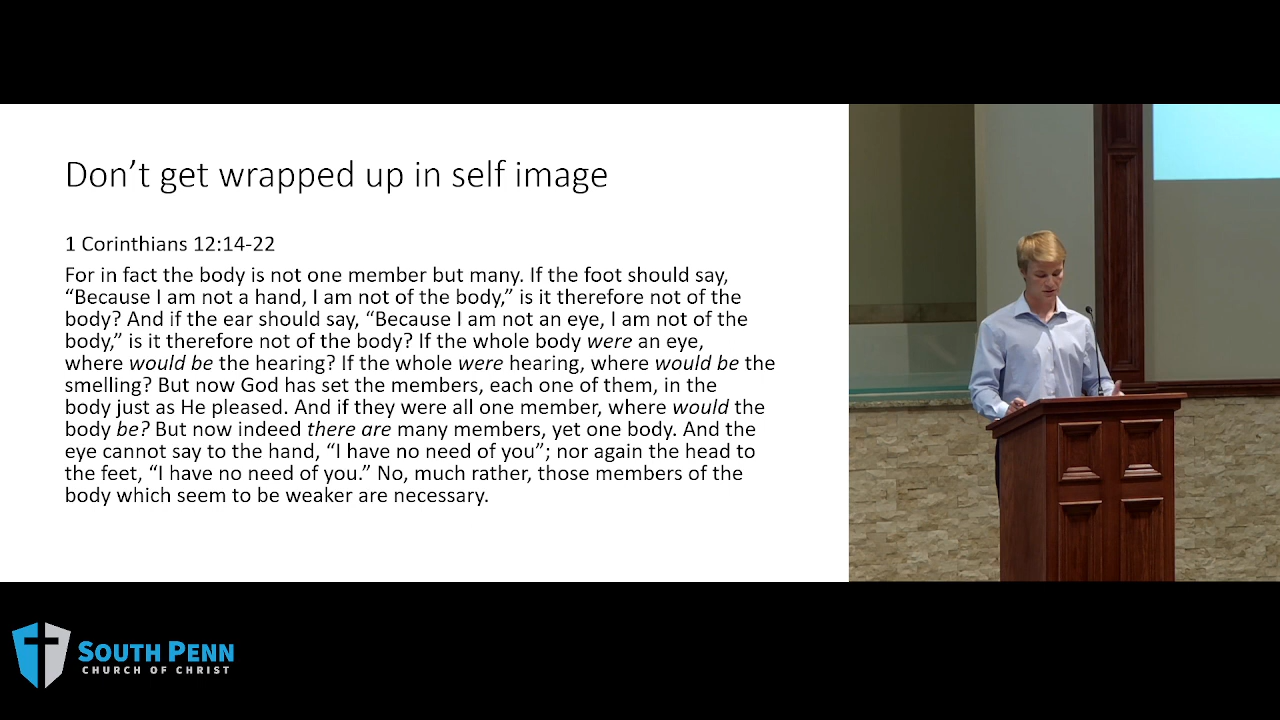 Don’t get wrapped up in self image
1 Corinthians 12:14-22
For in fact the body is not one member but many. If the foot should say,
“Because I am not a hand, I am not of the body,” is it therefore not of the
body? And if the ear should say, “Because I am not an eye, I am not of the
body,” is it therefore not of the body? If the whole body were an eye,
where would be the hearing? If the whole were hearing, where would be the
smelling? But now God has set the members, each one of them, in the
body just as He pleased. And if they were all one member, where would the
body be? But now indeed there are many members, yet one body. And the
eye cannot say to the hand, “I have no need of you”; nor again the head to
the feet, “I have no need of you.” No, much rather, those members of the
body which seem to be weaker are necessary.
SOUTH PENN
CHURCH OF CHRIST